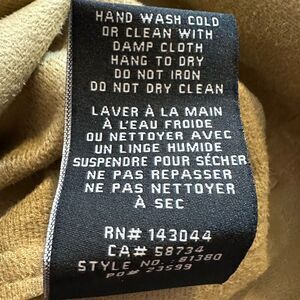 HAND WASH COLD
OR CLEAN WITH
DAMP CLOTH
HANG TO DRY
DO NOT IRON
DO NOT DRY CLEAN
LAVER À LA MAIN
À L'EAU FROIDE
OU NETTOYER AVEC
UN LINGE HUMIDE
SUSPENDRE POUR SÉCHER
NE PAS REPASSER
NE PAS NETTOYER
À SEC
RN# 143044
CA# 58734
STYLE NO.: 81380
PO# 23599